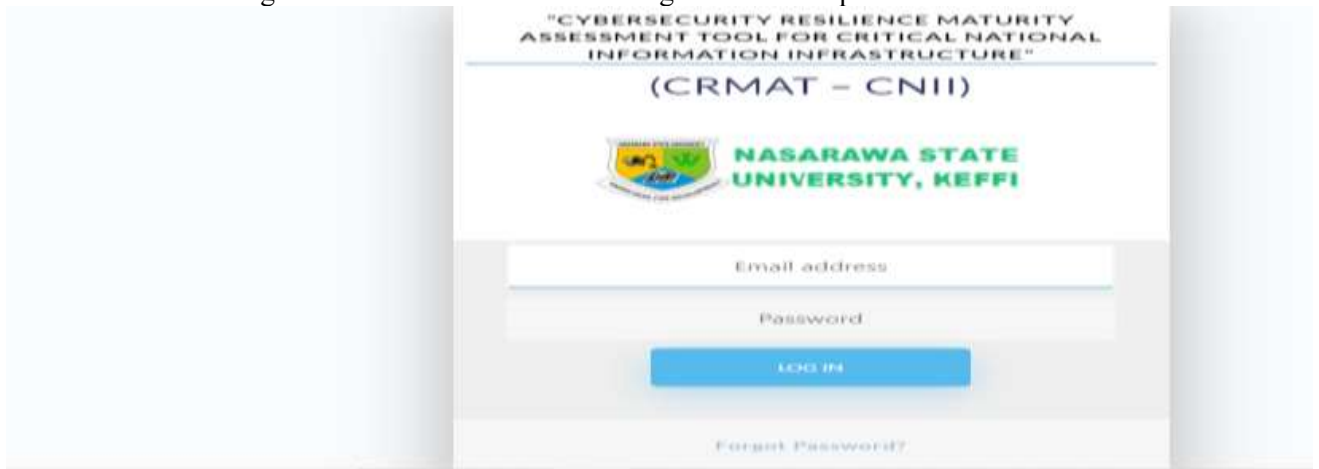 "CYBERSECURITY RESILIENCE MATURITY
ASSESSMENT TOOL FOR CRITICAL NATIONAL
INFORMATION INFRASTRUCTURE"
(CRMAT – CNII)
NASARAWA STATE
UNIVERSITY, KEFFI
Email address
Password
LOG IN
Forgot Password?